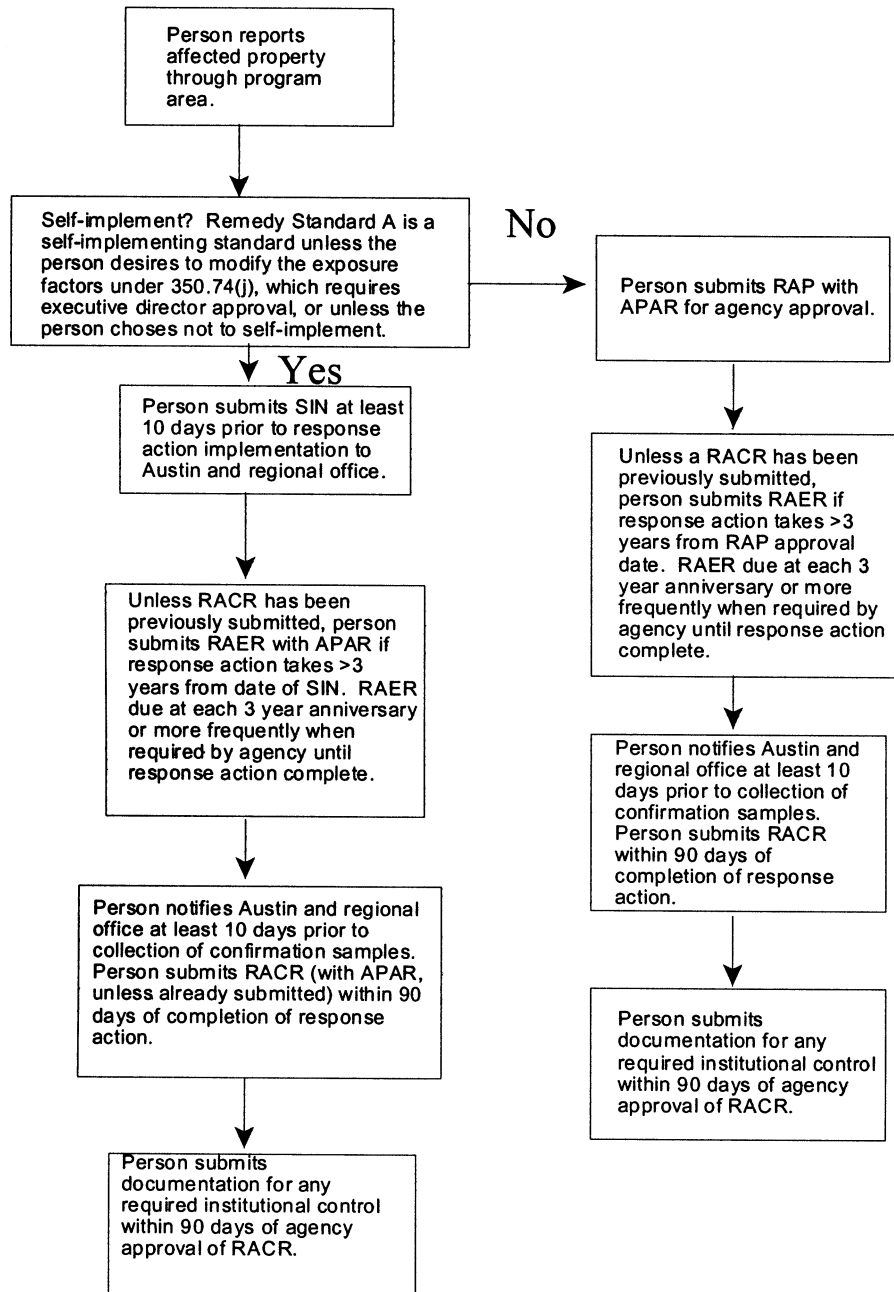 Person reports
affected property
through program
area.
Self-implement? Remedy Standard A is a
self-implementing standard unless the
person desires to modify the exposure
factors under 350.74(j), which requires
executive director approval, or unless the
person choses not to self-implement.
No
Person submits RAP with
APAR for agency approval.
Yes
Person submits SIN at least
10 days prior to response
action implementation to
Austin and regional office.
Unless a RACR has been
previously submitted,
person submits RAER if
response action takes >3
years from RAP approval
date. RAER due at each 3
year anniversary or more
frequently when required by
agency until response action
complete.
Unless RACR has been
previously submitted, person
submits RAER with APAR if
response action takes >3
years from date of SIN. RAER
due at each 3 year anniversary
or more frequently when
required by agency until
response action complete.
Person notifies Austin and
regional office at least 10
days prior to collection of
confirmation samples.
Person submits RACR
within 90 days of
completion of response
action.
Person notifies Austin and regional
office at least 10 days prior to
collection of confirmation samples.
Person submits RACR (with APAR,
unless already submitted) within 90
days of completion of response
action.
Person submits
documentation for any
required institutional control
within 90 days of agency
approval of RACR.
Person submits
documentation for any
required institutional control
within 90 days of agency
approval of RACR.